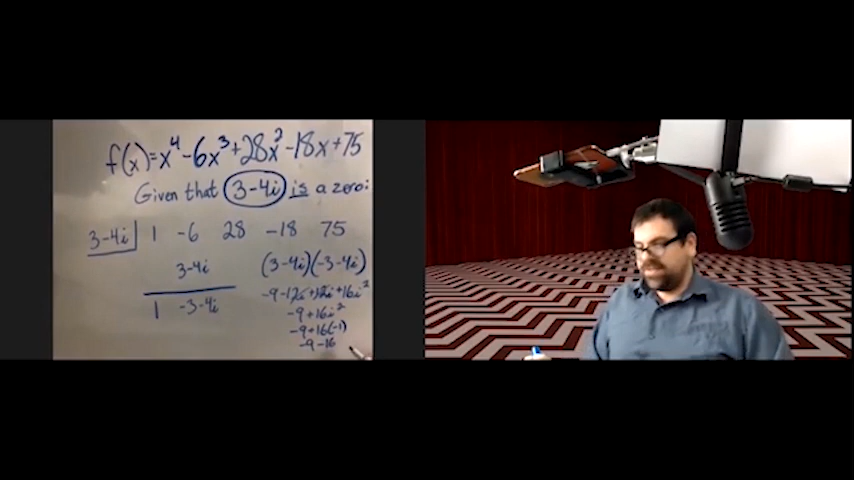 f(x)=x⁴-6x³+28x²-18x+75
Given that 3-4i is a zero:
3-4i 1 -6 28 -18 75
3-4i (3-4i)(-3-4i)
-9-12i+12i+16i²
1 -3-4i -9+16i²
-9+16(-1)
-9-16